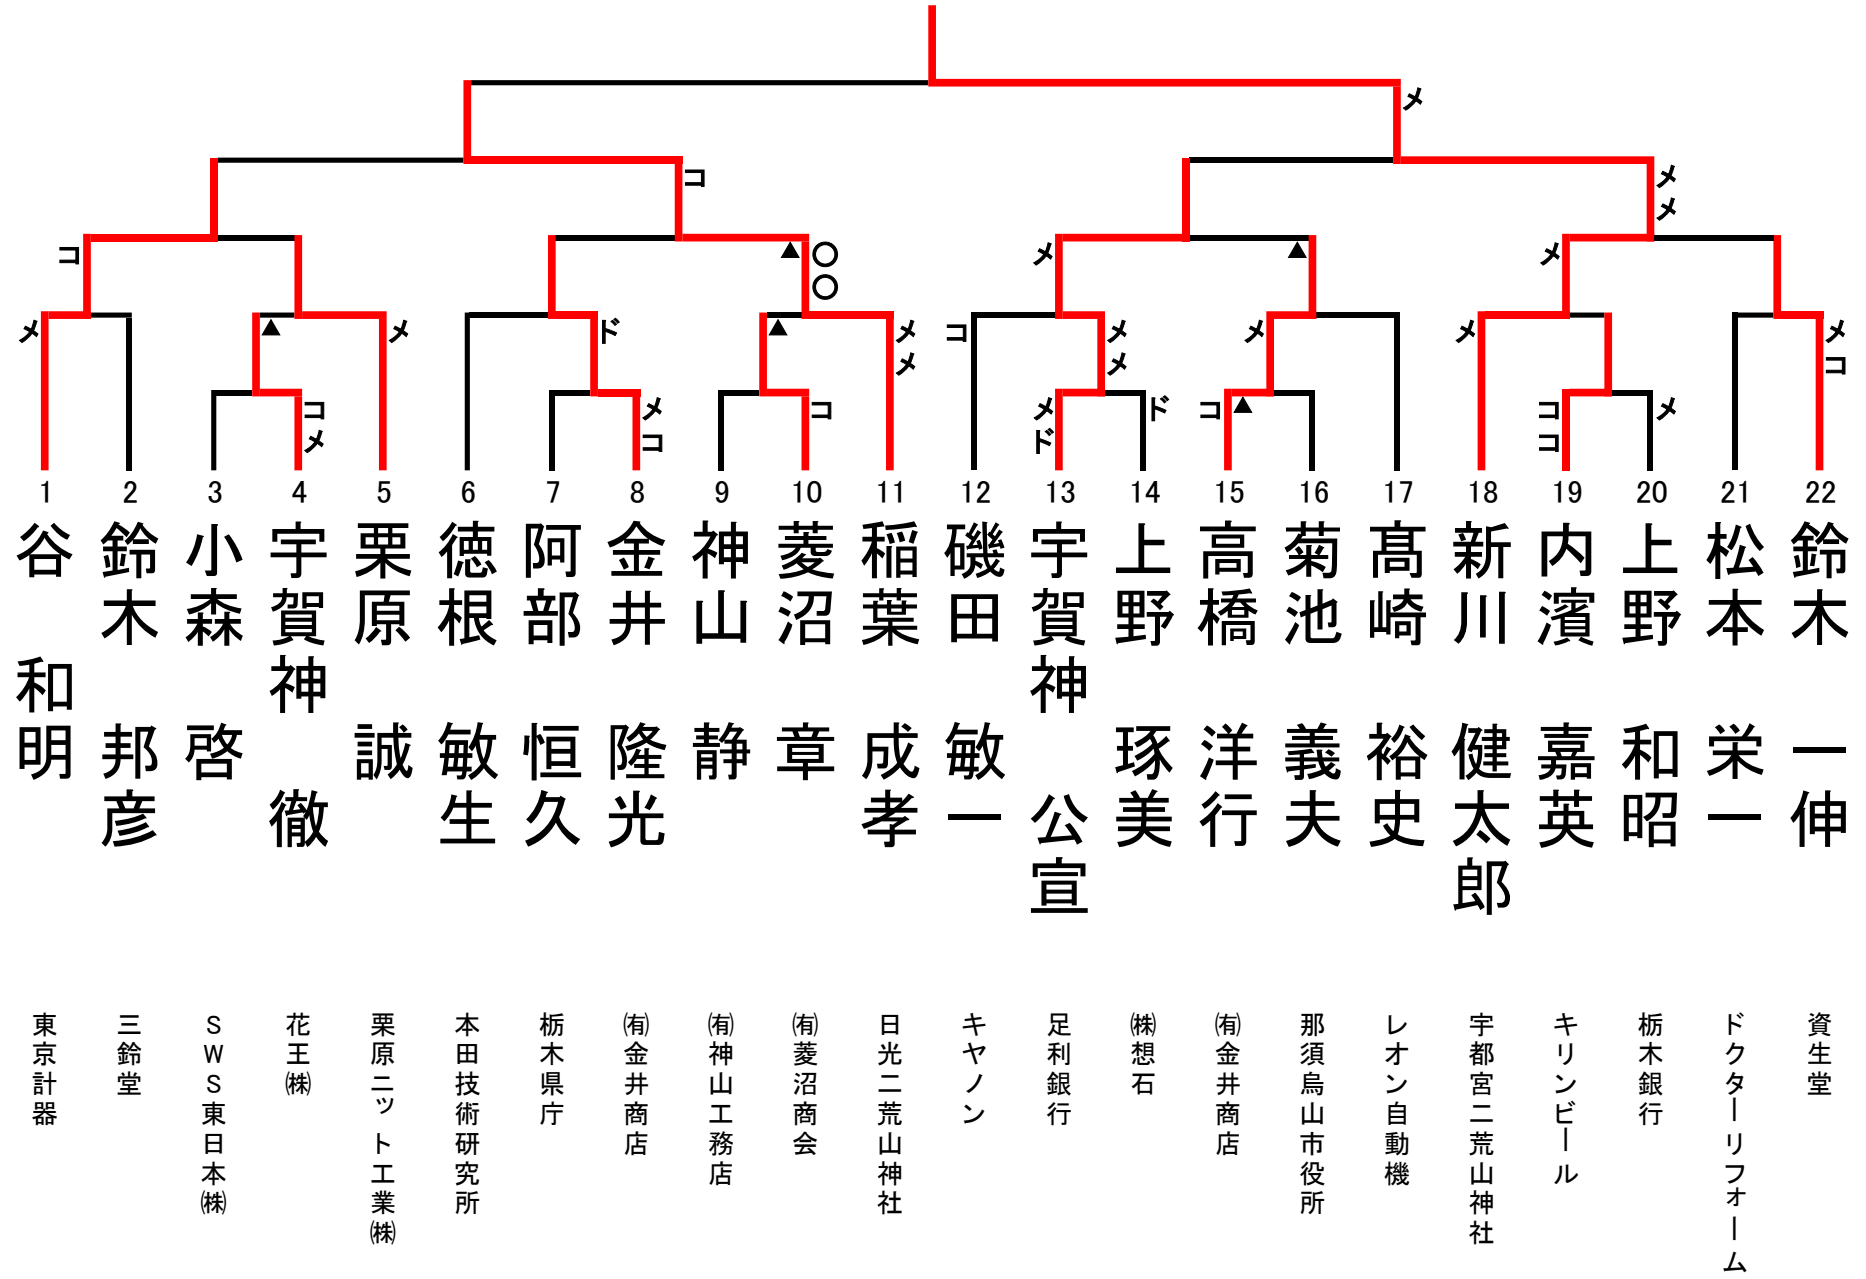 メ
コ
メ
メ
コ
▲
○
○
メ
▲
メ
メ
▲
メ
▲
ド
▲
メ
メ
コ
メ
メ
メ
メ
メ
コ
コ
メ
メ
コ
コ
メ
ド
ド
コ
▲
コ
コ
メ
1 2 3 4 5 6 7 8 9 10 11 12 13 14 15 16 17 18 19 20 21 22
谷 和明
鈴木 邦彦
小森 啓
宇賀神 徹
栗原 誠
徳根 敏生
阿部 恒久
金井 隆光
神山 静
菱沼 章
稲葉 成孝
磯田 敏一
宇賀神 公宣
上野 琢美
高橋 洋行
菊池 義夫
髙崎 裕史
新川 健太郎
内濱 嘉英
上野 和昭
松本 栄一
鈴木 一伸
東京計器
三鈴堂
SWS東日本㈱
花王㈱
栗原ニット工業㈱
本田技術研究所
栃木県庁
㈲金井商店
㈲神山工務店
㈲菱沼商会
日光二荒山神社
キヤノン
足利銀行
㈱想石
㈲金井商店
那須烏山市役所
レオン自動機
宇都宮二荒山神社
キリンビール
栃木銀行
ドクターリフォーム
資生堂